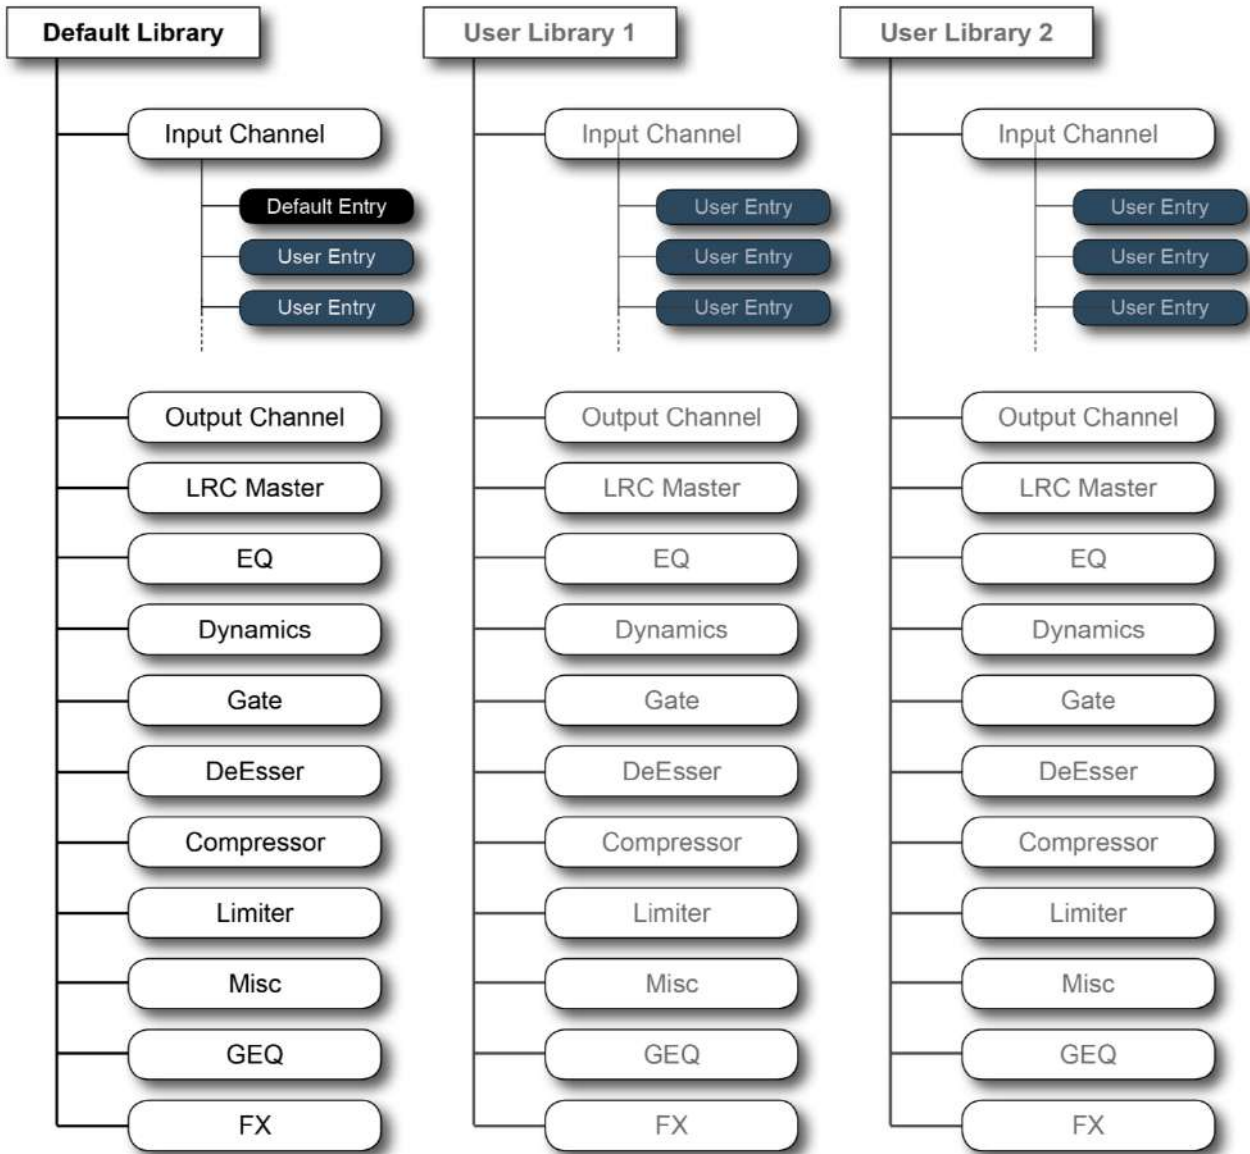 Default Library
Input Channel
Default Entry
User Entry
User Entry
Output Channel
LRC Master
EQ
Dynamics
Gate
DeEsser
Compressor
Limiter
Misc
GEQ
FX
User Library 1
Input Channel
User Entry
User Entry
User Entry
Output Channel
LRC Master
EQ
Dynamics
Gate
DeEsser
Compressor
Limiter
Misc
GEQ
FX
User Library 2
Input Channel
User Entry
User Entry
User Entry
Output Channel
LRC Master
EQ
Dynamics
Gate
DeEsser
Compressor
Limiter
Misc
GEQ
FX